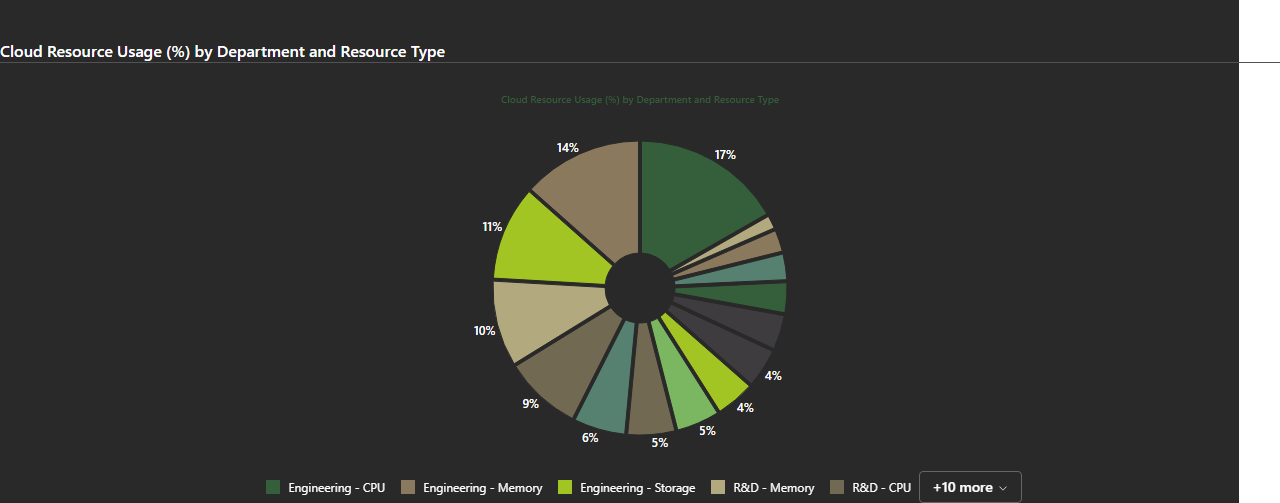 Cloud Resource Usage (%) by Department and Resource Type
Cloud Resource Usage (%) by Department and Resource Type
14%
17%
11%
10%
4%
9%
4%
6%
5%
5%
Engineering - CPU
Engineering - Memory
Engineering - Storage
R&D - Memory
R&D - CPU
+10 more